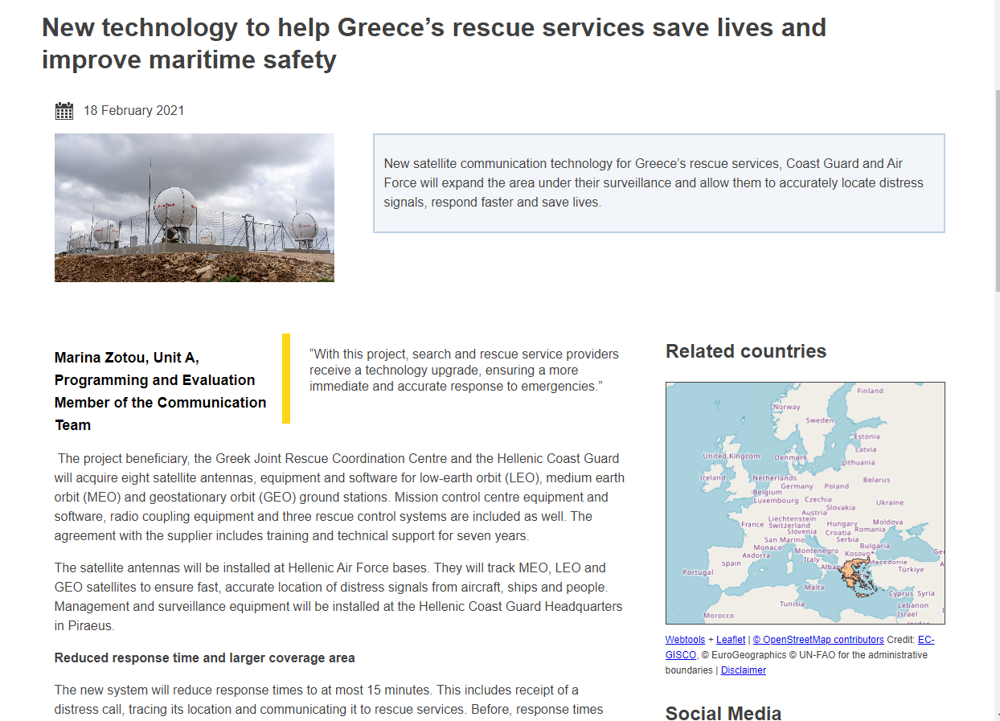 New technology to help Greece’s rescue services save lives and
improve maritime safety
18 February 2021
New satellite communication technology for Greece’s rescue services, Coast Guard and Air
Force will expand the area under their surveillance and allow them to accurately locate distress
signals, respond faster and save lives.
Marina Zotou, Unit A,
Programming and Evaluation
Member of the Communication
Team
“With this project, search and rescue service providers
receive a technology upgrade, ensuring a more
immediate and accurate response to emergencies.”
The project beneficiary, the Greek Joint Rescue Coordination Centre and the Hellenic Coast Guard
will acquire eight satellite antennas, equipment and software for low-earth orbit (LEO), medium earth
orbit (MEO) and geostationary orbit (GEO) ground stations. Mission control centre equipment and
software, radio coupling equipment and three rescue control systems are included as well. The
agreement with the supplier includes training and technical support for seven years.
The satellite antennas will be installed at Hellenic Air Force bases. They will track MEO, LEO and
GEO satellites to ensure fast, accurate location of distress signals from aircraft, ships and people.
Management and surveillance equipment will be installed at the Hellenic Coast Guard Headquarters
in Piraeus.
Reduced response time and larger coverage area
The new system will reduce response times to at most 15 minutes. This includes receipt of a
distress call, tracing its location and communicating it to rescue services. Before, response times
Related countries
Finland
Norway
Sweden
Estonia
Latvia
United Kingdom
Denmark
Lithuania
Ireland
Netherlands
Belarus
Germany
Poland
Belgium
Luxembourg
Czechia
Ukraine
Slovakia
Austria
Liechtenstein
Moldova
France
Switzerland
Hungary
Slovenia
Croatia
Romania
San Marino
Serbia
Monaco
Bulgaria
Andorra
Montenegro
Kosovo*
Spain
Italy
Macedonia
Portugal
Türkiye
Malta
Cyprus
Syria
Tunisia
Lebanon
Morocco
Israel
Webtools + Leaflet | © OpenStreetMap contributors Credit: EC-
GISCO, © EuroGeographics © UN-FAO for the administrative
boundaries | Disclaimer
Social Media